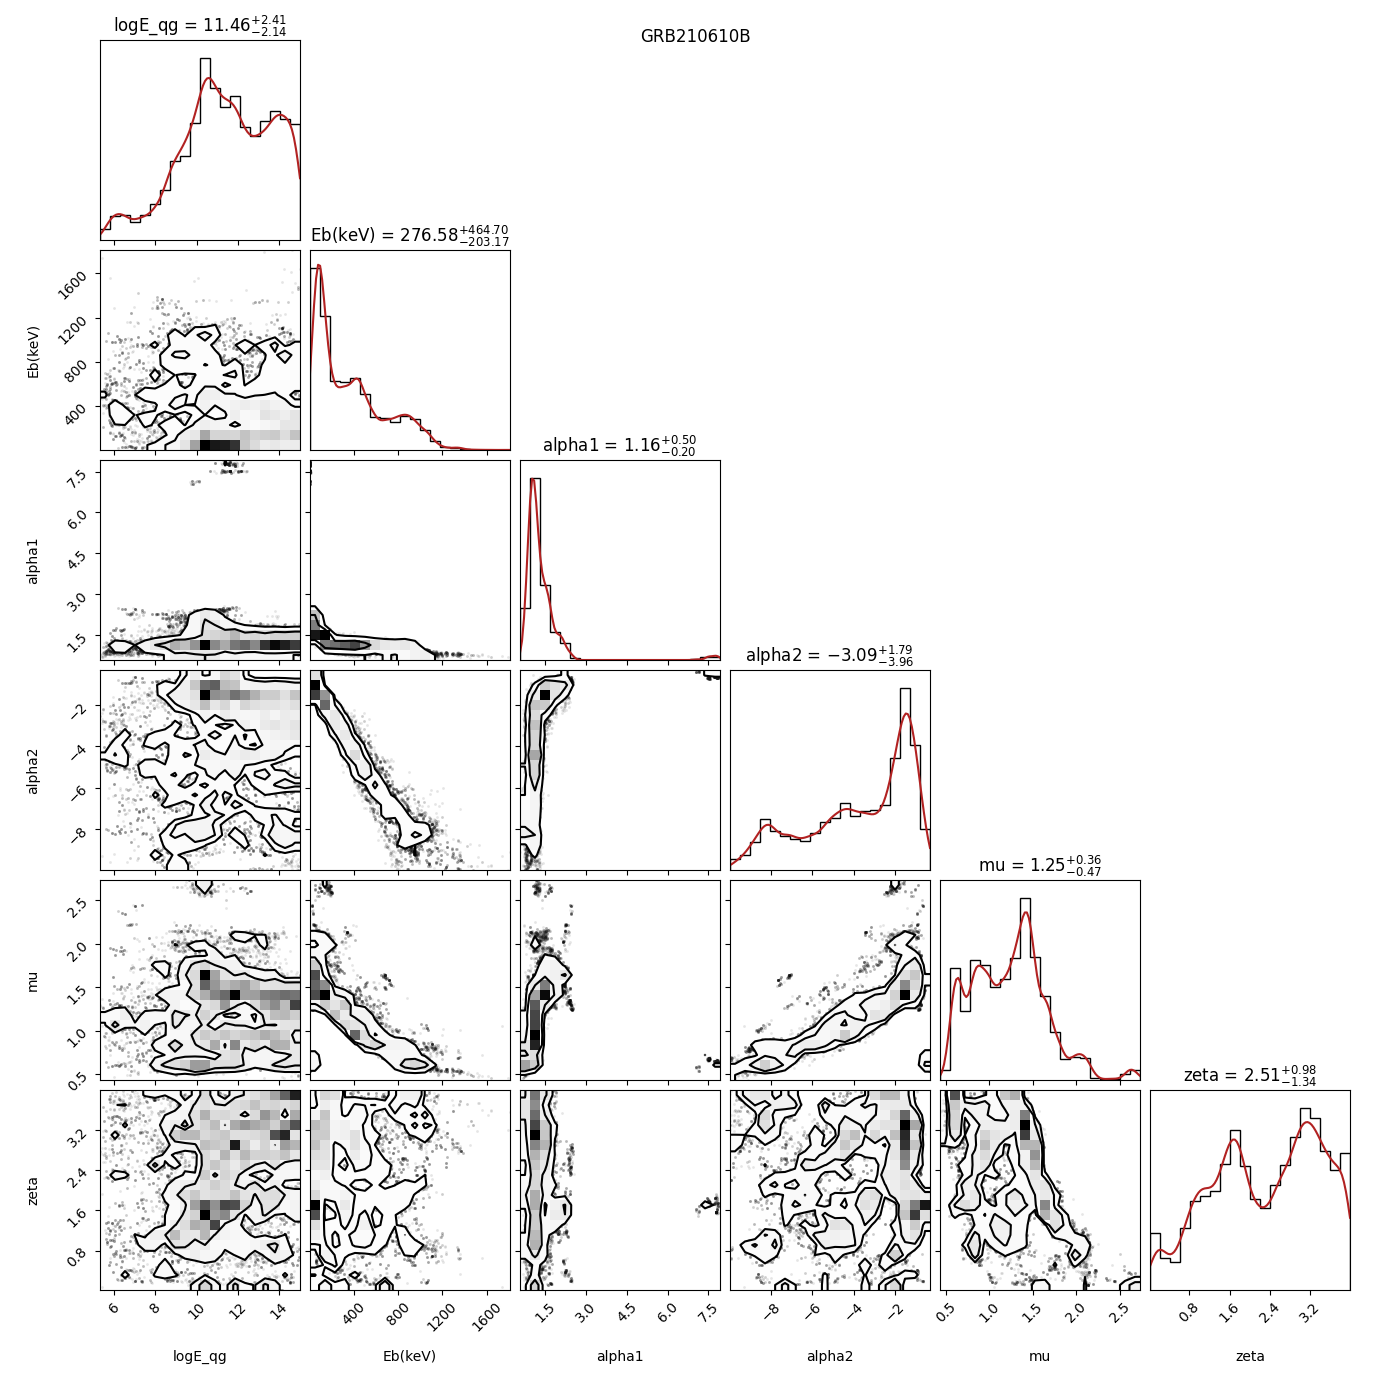 GRB210610B
logE_qg = 11.46+2.41−2.14
Eb(keV) = 276.58+464.70−203.17
1600
1200
800
400
Eb(keV)
alpha1 = 1.16+0.50−0.20
7.5
6.0
4.5
3.0
1.5
alpha1
alpha2 = −3.09+1.79−3.96
−2
−4
−6
−8
alpha2
mu = 1.25+0.36−0.47
2.5
2.0
1.5
1.0
0.5
mu
zeta = 2.51+0.98−1.34
3.2
2.4
1.6
0.8
zeta
6 8 10 12 14
400 800 1200 1600
1.5 3.0 4.5 6.0 7.5
−8 −6 −4 −2
0.5 1.0 1.5 2.0 2.5
0.8 1.6 2.4 3.2
logE_qg Eb(keV) alpha1 alpha2 mu zeta